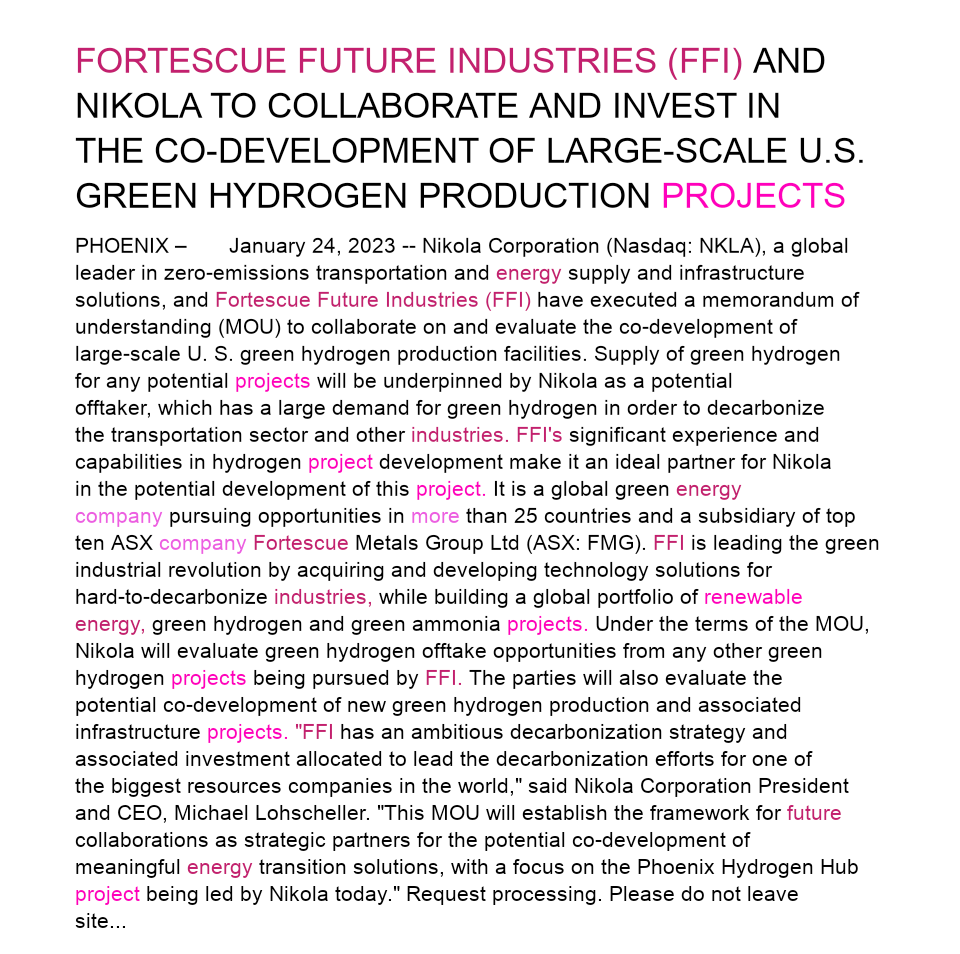 FORTESCUE FUTURE INDUSTRIES (FFI) AND
NIKOLA TO COLLABORATE AND INVEST IN
THE CO-DEVELOPMENT OF LARGE-SCALE U.S.
GREEN HYDROGEN PRODUCTION PROJECTS
PHOENIX – January 24, 2023 -- Nikola Corporation (Nasdaq: NKLA), a global
leader in zero-emissions transportation and energy supply and infrastructure
solutions, and Fortescue Future Industries (FFI) have executed a memorandum of
understanding (MOU) to collaborate on and evaluate the co-development of
large-scale U. S. green hydrogen production facilities. Supply of green hydrogen
for any potential projects will be underpinned by Nikola as a potential
offtaker, which has a large demand for green hydrogen in order to decarbonize
the transportation sector and other industries. FFI's significant experience and
capabilities in hydrogen project development make it an ideal partner for Nikola
in the potential development of this project. It is a global green energy
company pursuing opportunities in more than 25 countries and a subsidiary of top
ten ASX company Fortescue Metals Group Ltd (ASX: FMG). FFI is leading the green
industrial revolution by acquiring and developing technology solutions for
hard-to-decarbonize industries, while building a global portfolio of renewable
energy, green hydrogen and green ammonia projects. Under the terms of the MOU,
Nikola will evaluate green hydrogen offtake opportunities from any other green
hydrogen projects being pursued by FFI. The parties will also evaluate the
potential co-development of new green hydrogen production and associated
infrastructure projects. "FFI has an ambitious decarbonization strategy and
associated investment allocated to lead the decarbonization efforts for one of
the biggest resources companies in the world," said Nikola Corporation President
and CEO, Michael Lohscheller. "This MOU will establish the framework for future
collaborations as strategic partners for the potential co-development of
meaningful energy transition solutions, with a focus on the Phoenix Hydrogen Hub
project being led by Nikola today." Request processing. Please do not leave
site...